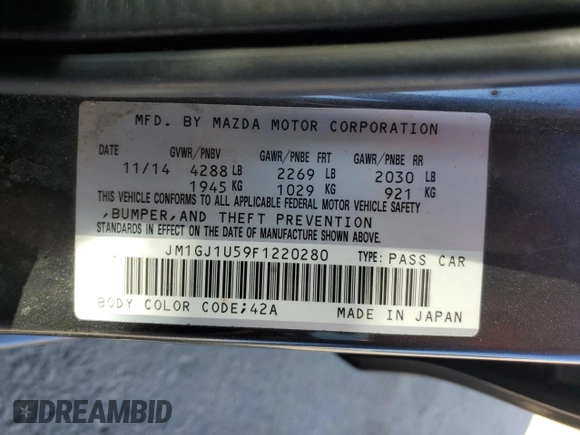 MFD. BY MAZDA MOTOR CORPORATION
DATE GVWR/PNBV GAWR/PNBE FRT GAWR/PNBE RR
11/14 4288 LB 2269 LB 2030 LB
1945 KG 1029 KG 921 KG
THIS VEHICLE CONFORMS TO ALL APPLICABLE FEDERAL MOTOR VEHICLE SAFETY
,BUMPER,AND THEFT PREVENTION
STANDARDS IN EFFECT ON THE DATE OF MANUFACTURE SHOWN ABOVE.
JM1GJ1U59F1220280 TYPE: PASS CAR
BODY COLOR CODE;42A MADE IN JAPAN
DREAMBID